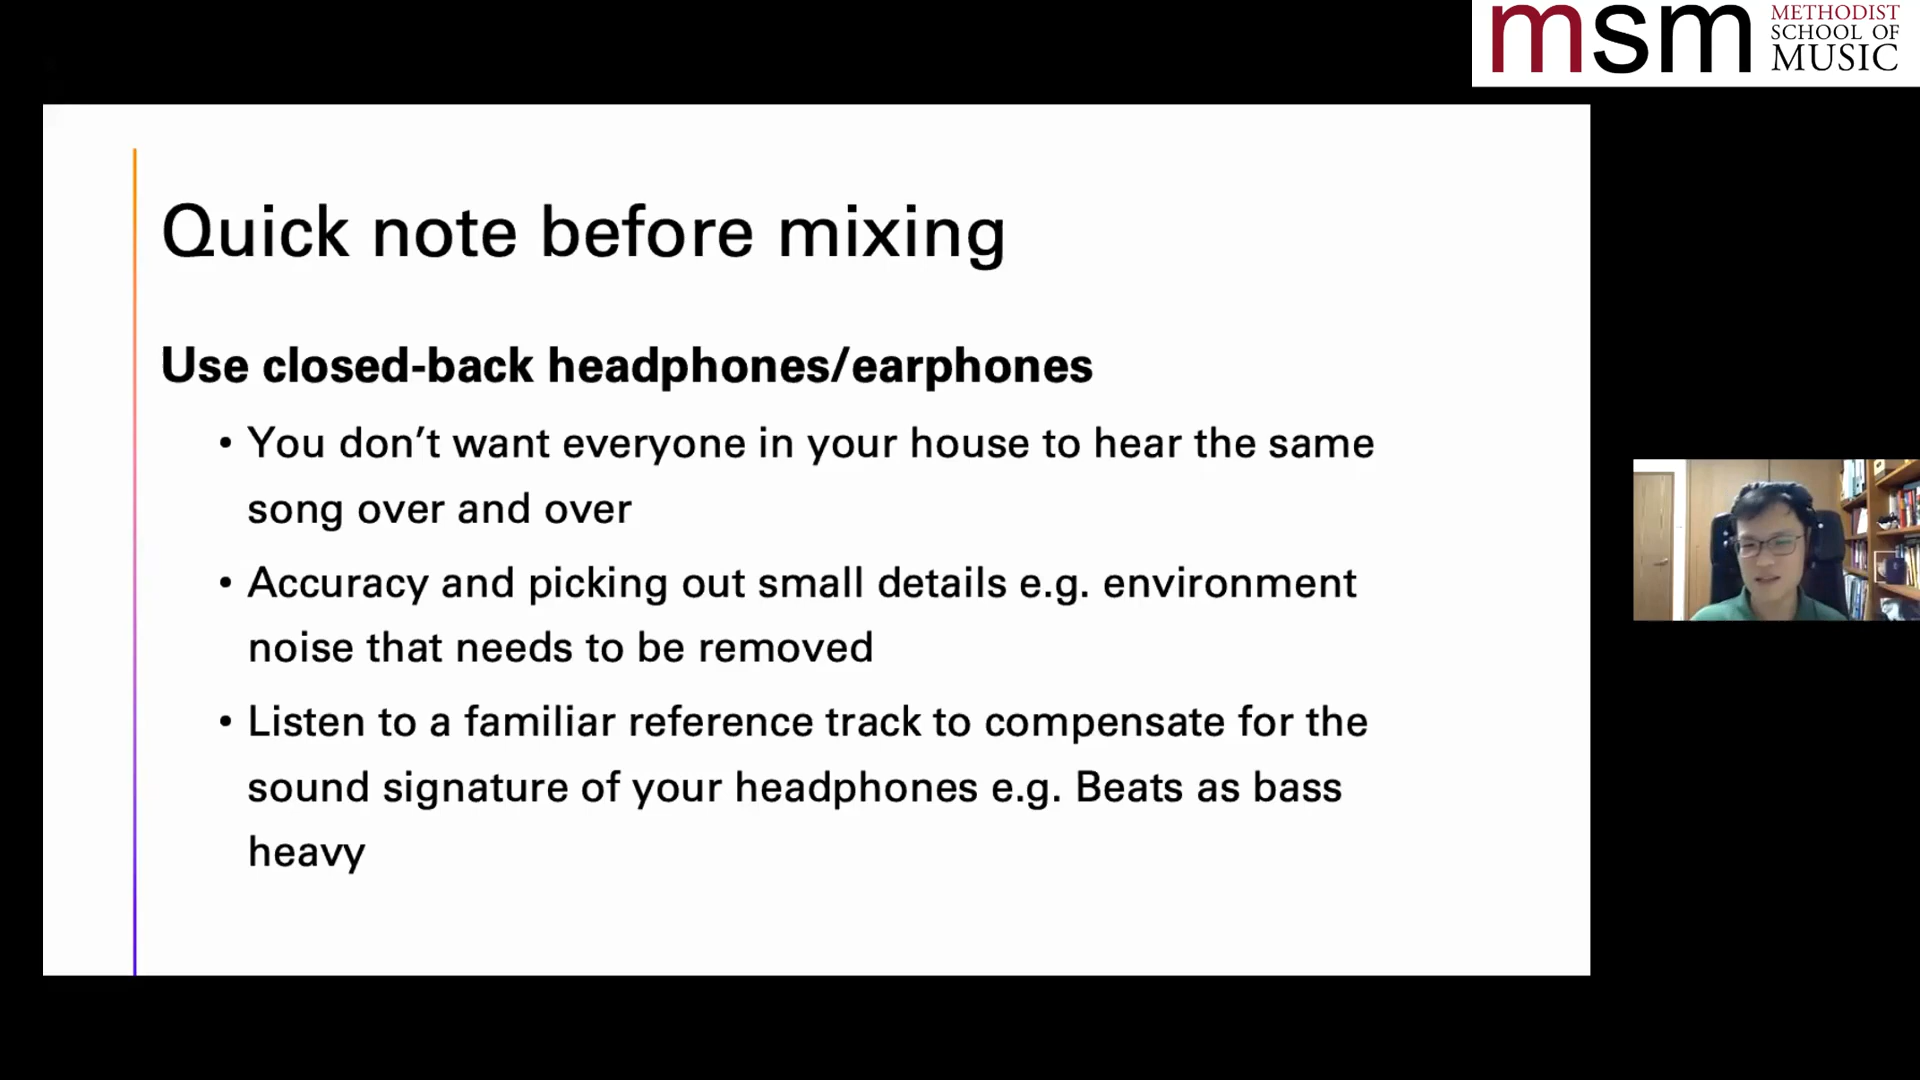 msm
METHODIST
SCHOOL OF
MUSIC
Quick note before mixing
Use closed-back headphones/earphones
• You don’t want everyone in your house to hear the same
song over and over
• Accuracy and picking out small details e.g. environment
noise that needs to be removed
• Listen to a familiar reference track to compensate for the
sound signature of your headphones e.g. Beats as bass
heavy